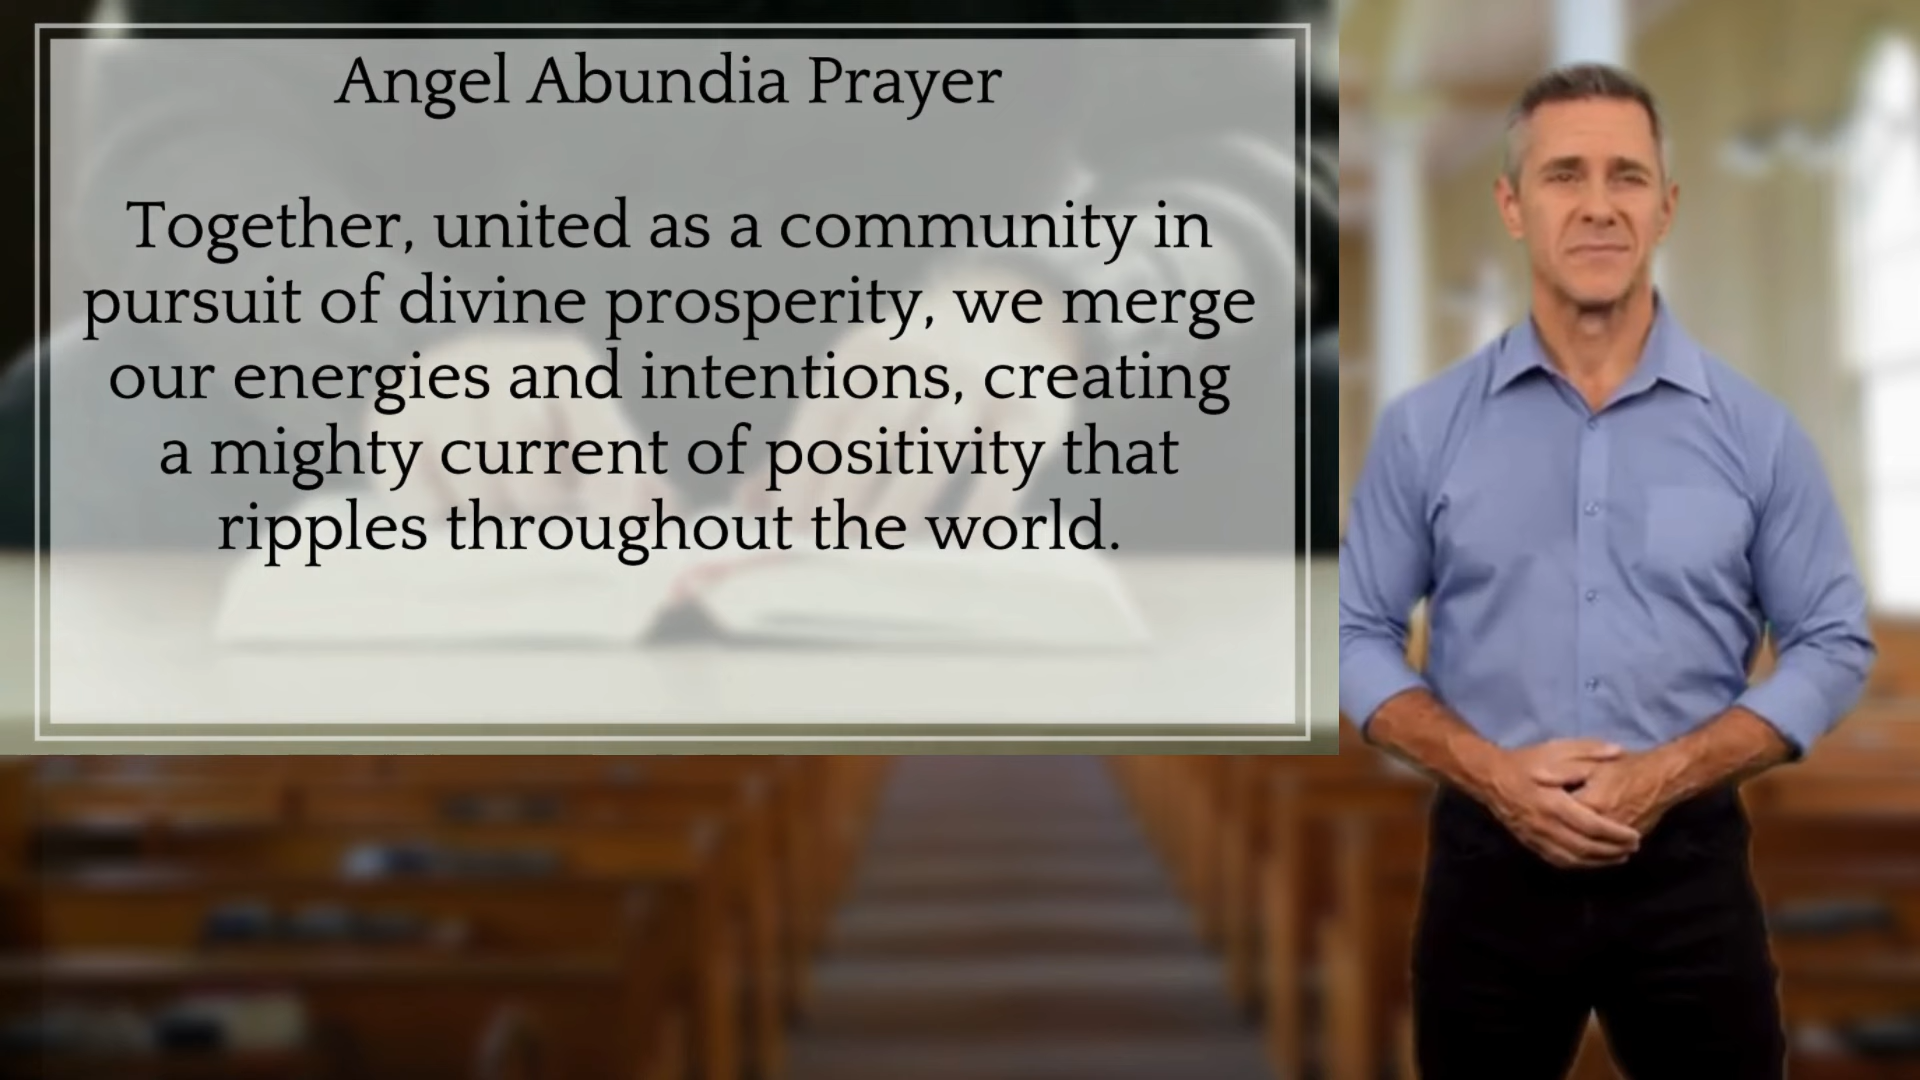 Angel Abundia Prayer
Together, united as a community in
pursuit of divine prosperity, we merge
our energies and intentions, creating
a mighty current of positivity that
ripples throughout the world.